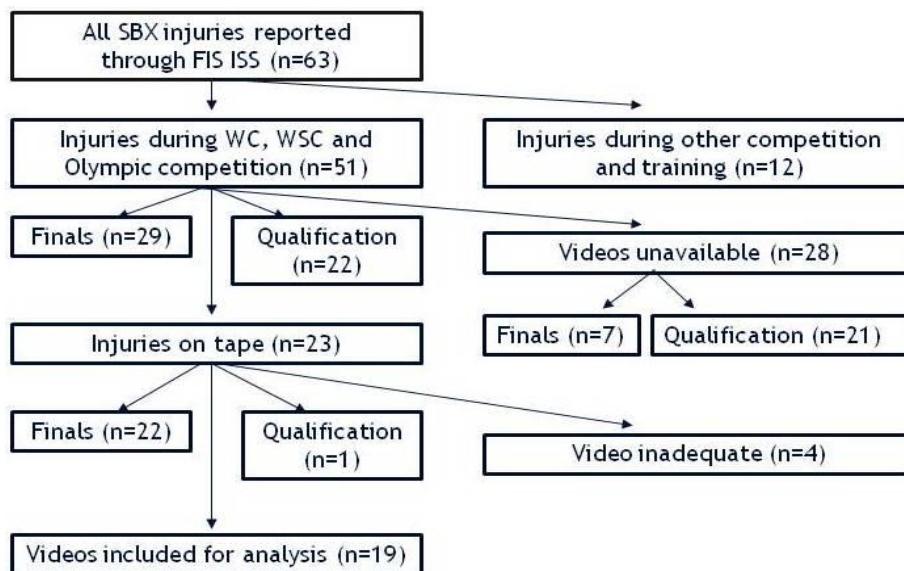 All SBX injuries reported
through FIS ISS (n=63)
Injuries during WC, WSC and
Olympic competition (n=51)
Injuries during other competition
and training (n=12)
Finals (n=29)
Qualification
(n=22)
Videos unavailable (n=28)
Finals (n=7)
Qualification (n=21)
Injuries on tape (n=23)
Finals (n=22)
Qualification
(n=1)
Video inadequate (n=4)
Videos included for analysis (n=19)